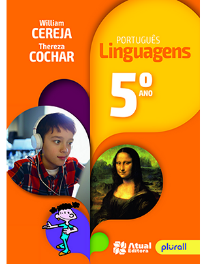 William
CEREJA
Thereza
COCHAR
PORTUGUÊS
Linguagens
5º
ANO
Atual
Editora
plurall